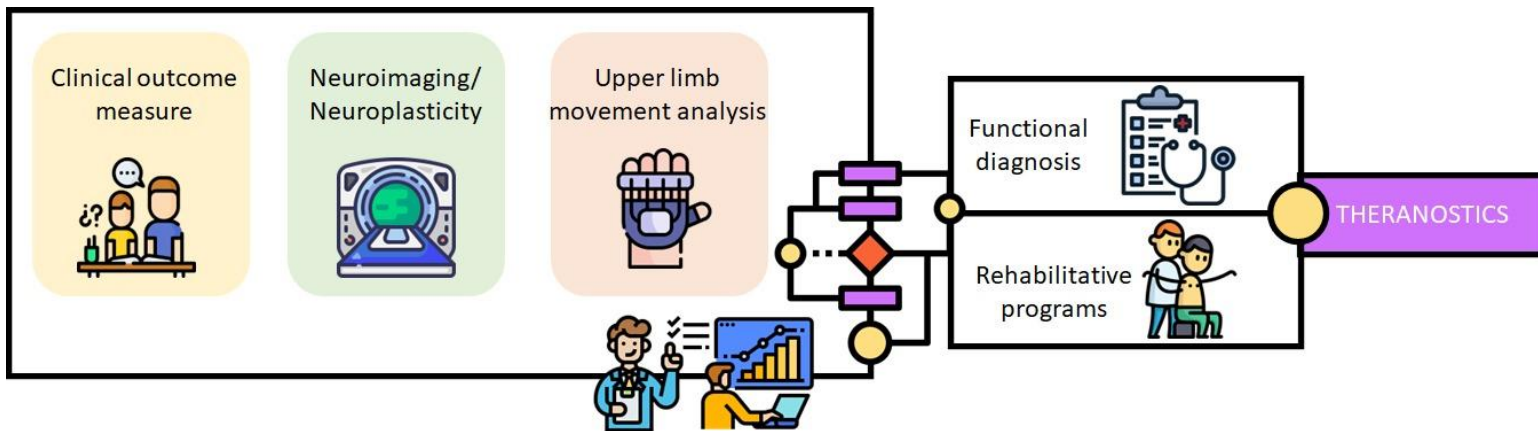 Clinical outcome
measure
Neuroimaging/
Neuroplasticity
Upper limb
movement analysis
¿?
Functional
diagnosis
Rehabilitative
programs
THERANOSTICS